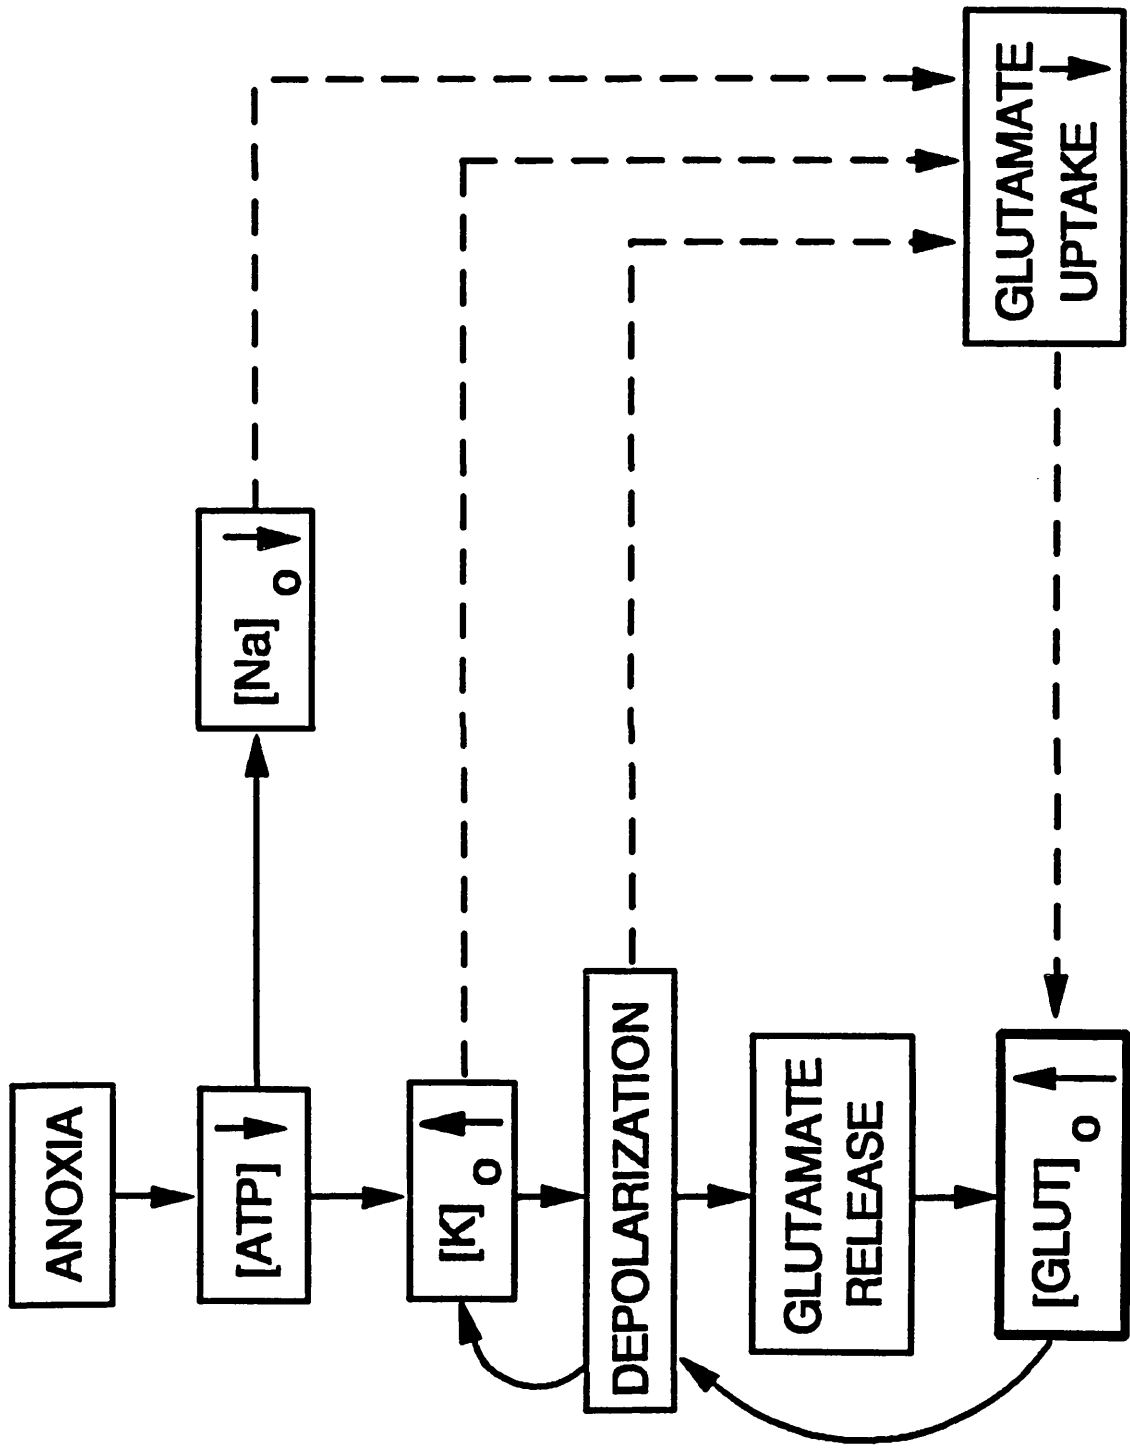 ANOXIA
[ATP] ↓
[Na]o ↓
[K]o ↑
DEPOLARIZATION
GLUTAMATE
RELEASE
[GLUT]o ↑
GLUTAMATE
UPTAKE ↓